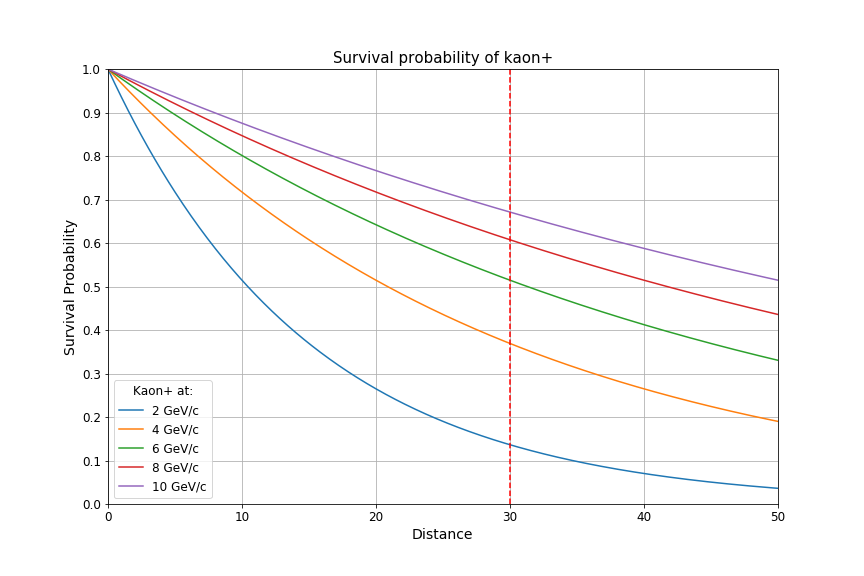 Survival probability of kaon+
Survival Probability
1.0
0.9
0.8
0.7
0.6
0.5
0.4
0.3
0.2
0.1
0.0
Kaon+ at:
2 GeV/c
4 GeV/c
6 GeV/c
8 GeV/c
10 GeV/c
0 10 20 30 40 50
Distance